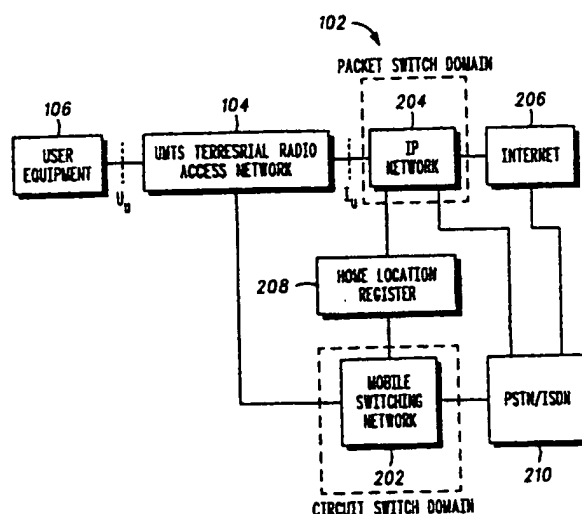 102
PACKET SWITCH DOMAIN
106
104
204
206
USER
EQUIPMENT
UMTS TERRESRIAL RADIO
ACCESS NETWORK
IP
NETWORK
INTERNET
Uu
Iu
208
HOME LOCATION
REGISTER
MOBILE
SWITCHING
NETWORK
PSTN/ISDN
202
210
CIRCUIT SWITCH DOMAIN